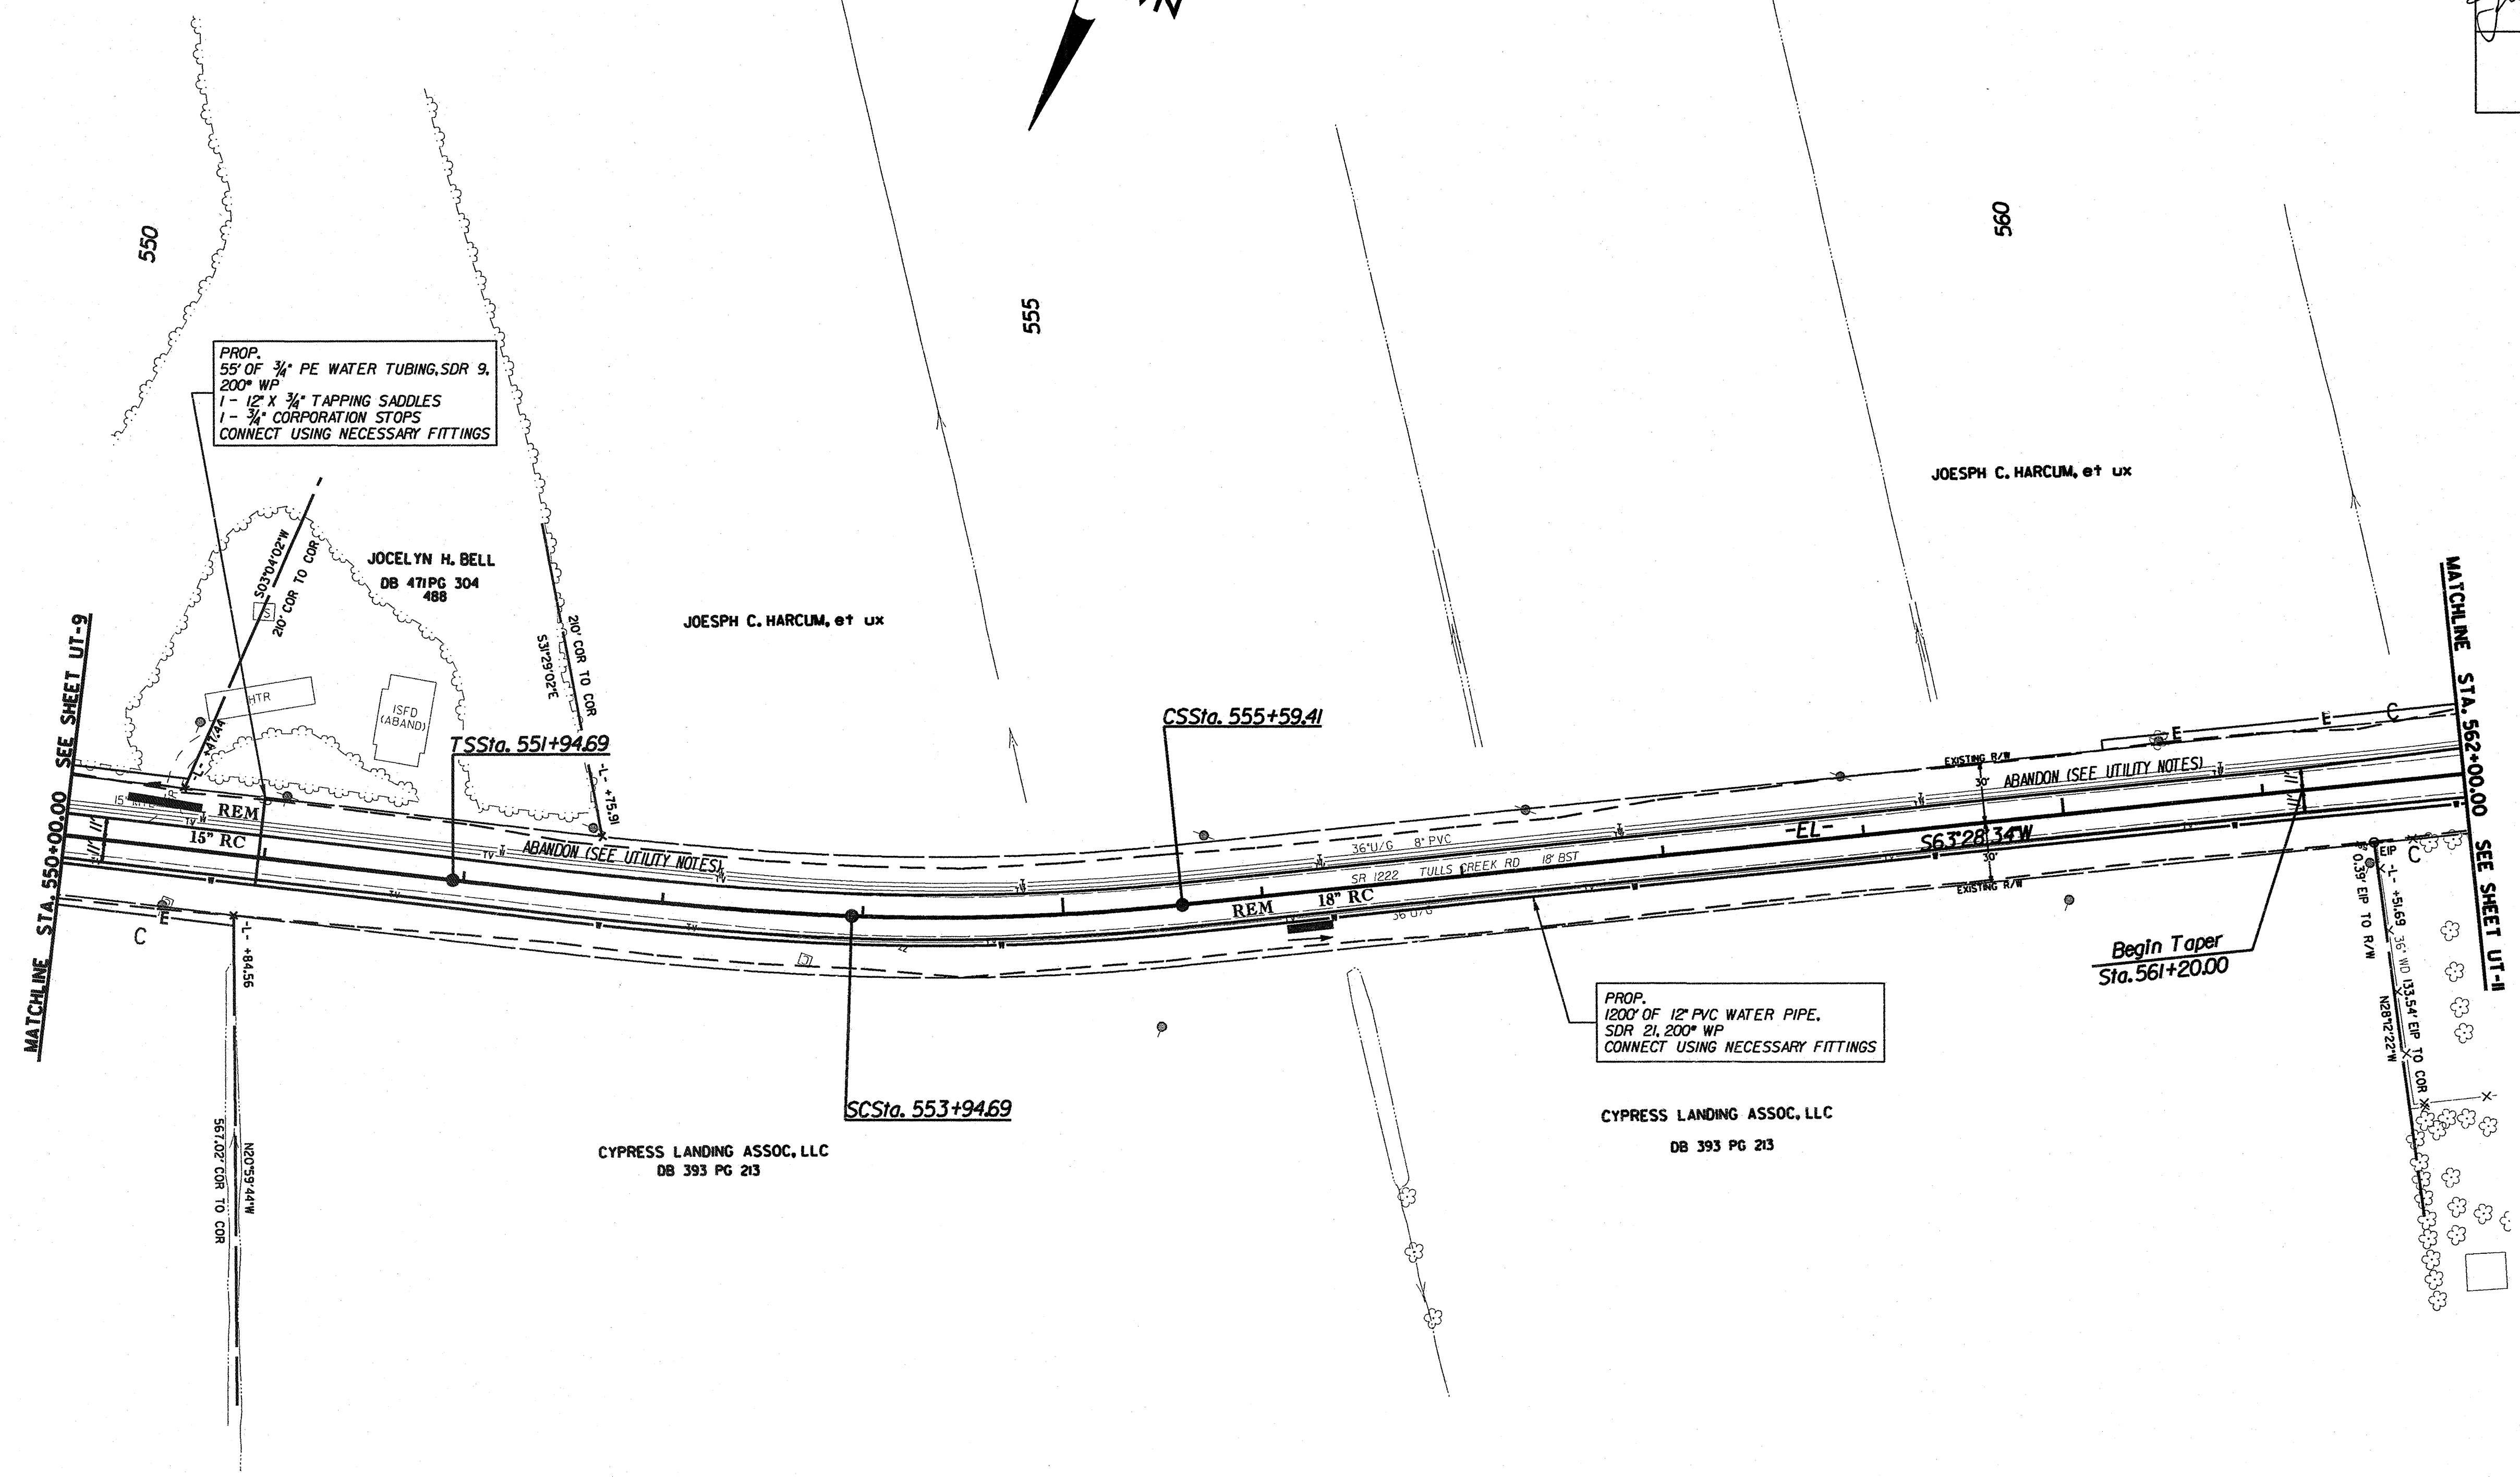 N
550
555
560
PROP.
55' OF 3/4" PE WATER TUBING, SDR 9,
200# WP
1 - 12" X 3/4" TAPPING SADDLES
1 - 3/4" CORPORATION STOPS
CONNECT USING NECESSARY FITTINGS
JOESPH C. HARCUM, et ux
S03°04'02"W
210' COR TO COR
S
JOCELYN H. BELL
DB 471 PG 304
488
210' COR TO COR
S31°29'02"E
JOESPH C. HARCUM, et ux
MATCHLINE STA. 550+00.00 SEE SHEET UT-9
MATCHLINE STA. 562+00.00 SEE SHEET UT-11
HTR
ISFD
(ABAND)
-L- +47.44
TSSta. 551+94.69
CSSta. 555+59.41
-L- +75.91
E
E
C
EXISTING R/W
30'
ABANDON (SEE UTILITY NOTES)
REM
15" RC
ABANDON (SEE UTILITY NOTES)
36" U/G 8" PVC
SR 1222 TULLS CREEK RD 18' BST
-EL-
S63°28'34"W
30'
EXISTING R/W
11'
11'
11'
11'
REM 18" RC
36" U/G
E
C
EIP
C
-L- +84.56
0.39' EIP TO R/W
-L- +51.69
36" WD
133.54' EIP TO COR
N28°12'22"W
Begin Taper
Sta. 561+20.00
PROP.
1200' OF 12" PVC WATER PIPE,
SDR 21, 200# WP
CONNECT USING NECESSARY FITTINGS
SCSta. 553+94.69
CYPRESS LANDING ASSOC, LLC
DB 393 PG 213
CYPRESS LANDING ASSOC, LLC
DB 393 PG 213
567.02' COR TO COR
N20°59'44"W